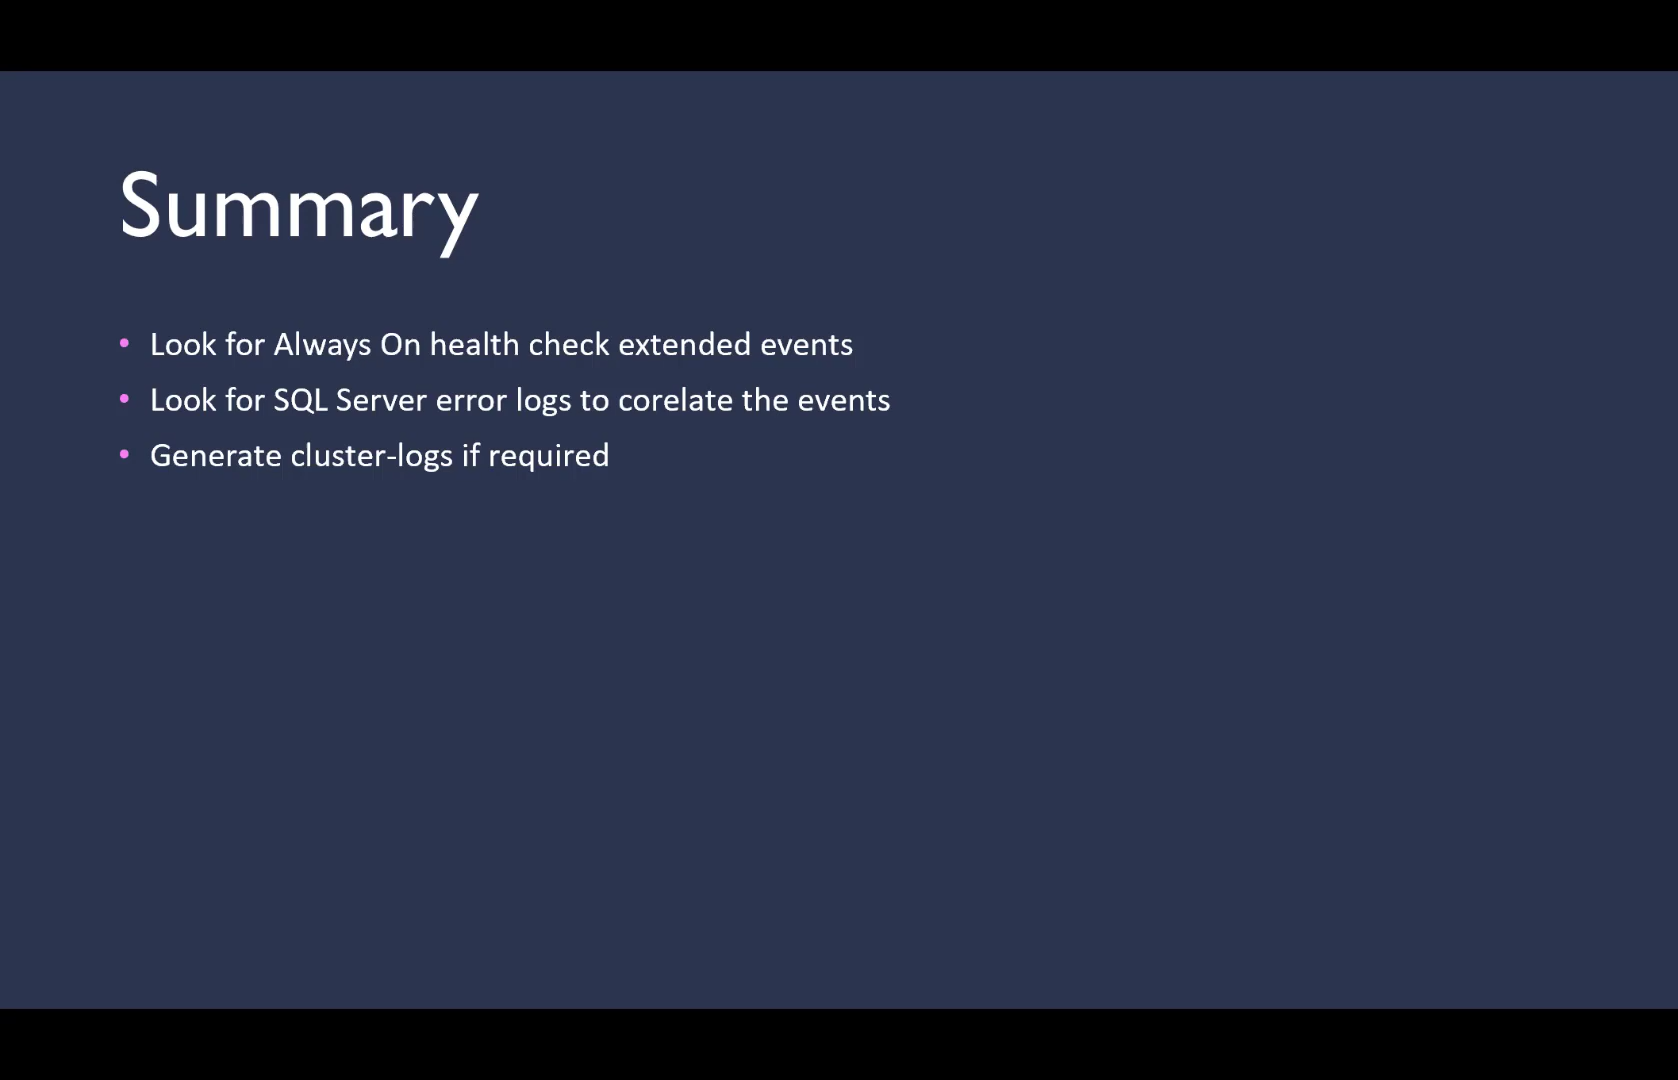 Summary
• Look for Always On health check extended events
• Look for SQL Server error logs to corelate the events
• Generate cluster-logs if required